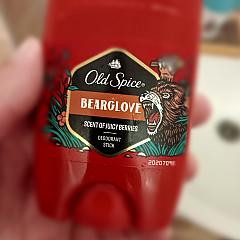 Old Spice
BEARGLOVE
SCENT OF JUICY BERRIES
DEODORANT
STICK